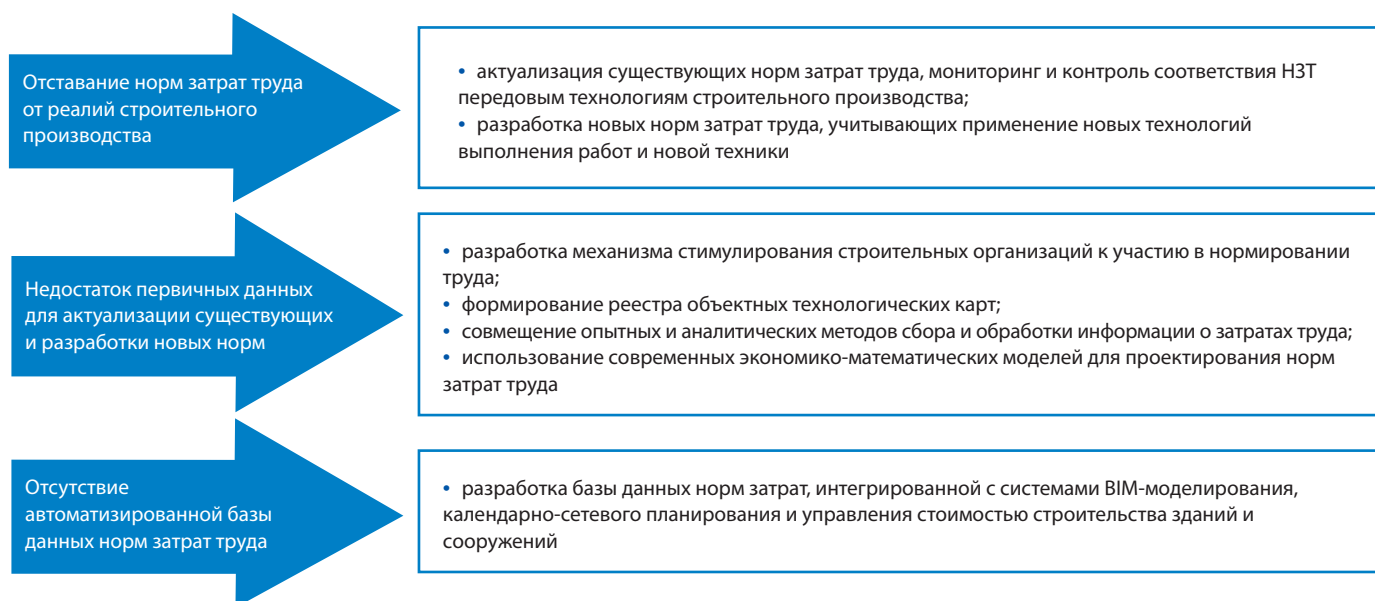 Отставание норм затрат труда
от реалий строительного
производства
• актуализация существующих норм затрат труда, мониторинг и контроль соответствия НЗТ
передовым технологиям строительного производства;
• разработка новых норм затрат труда, учитывающих применение новых технологий
выполнения работ и новой техники
Недостаток первичных данных
для актуализации существующих
и разработки новых норм
• разработка механизма стимулирования строительных организаций к участию в нормировании
труда;
• формирование реестра объектных технологических карт;
• совмещение опытных и аналитических методов сбора и обработки информации о затратах труда;
• использование современных экономико-математических моделей для проектирования норм
затрат труда
Отсутствие
автоматизированной базы
данных норм затрат труда
• разработка базы данных норм затрат, интегрированной с системами BIM-моделирования,
календарно-сетевого планирования и управления стоимостью строительства зданий и
сооружений